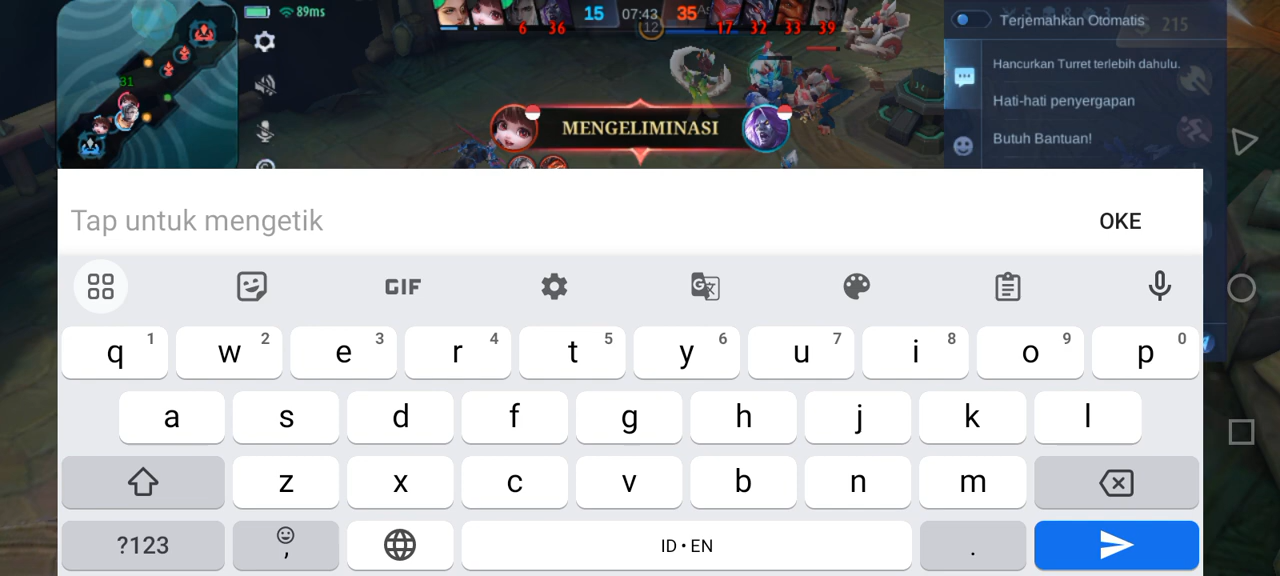 89ms
15 07:43 35
12
6 36 17 32 33 39
31
215
Terjemahkan Otomatis
Hancurkan Turret terlebih dahulu.
Hati-hati penyergapan
Butuh Bantuan!
MENGELIMINASI
Tap untuk mengetik OKE
GIF
q 1 w 2 e 3 r 4 t 5 y 6 u 7 i 8 o 9 p 0
a s d f g h j k l
z x c v b n m
?123 , ID • EN .